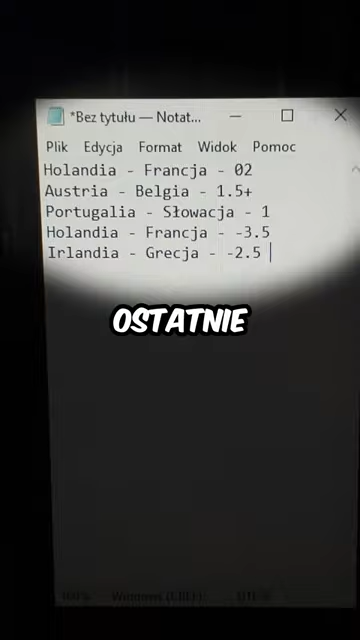 *Bez tytułu — Notat...
Plik Edycja Format Widok Pomoc
Holandia - Francja - 02
Austria - Belgia - 1.5+
Portugalia - Słowacja - 1
Holandia - Francja - -3.5
Irlandia - Grecja - -2.5
OSTATNIE